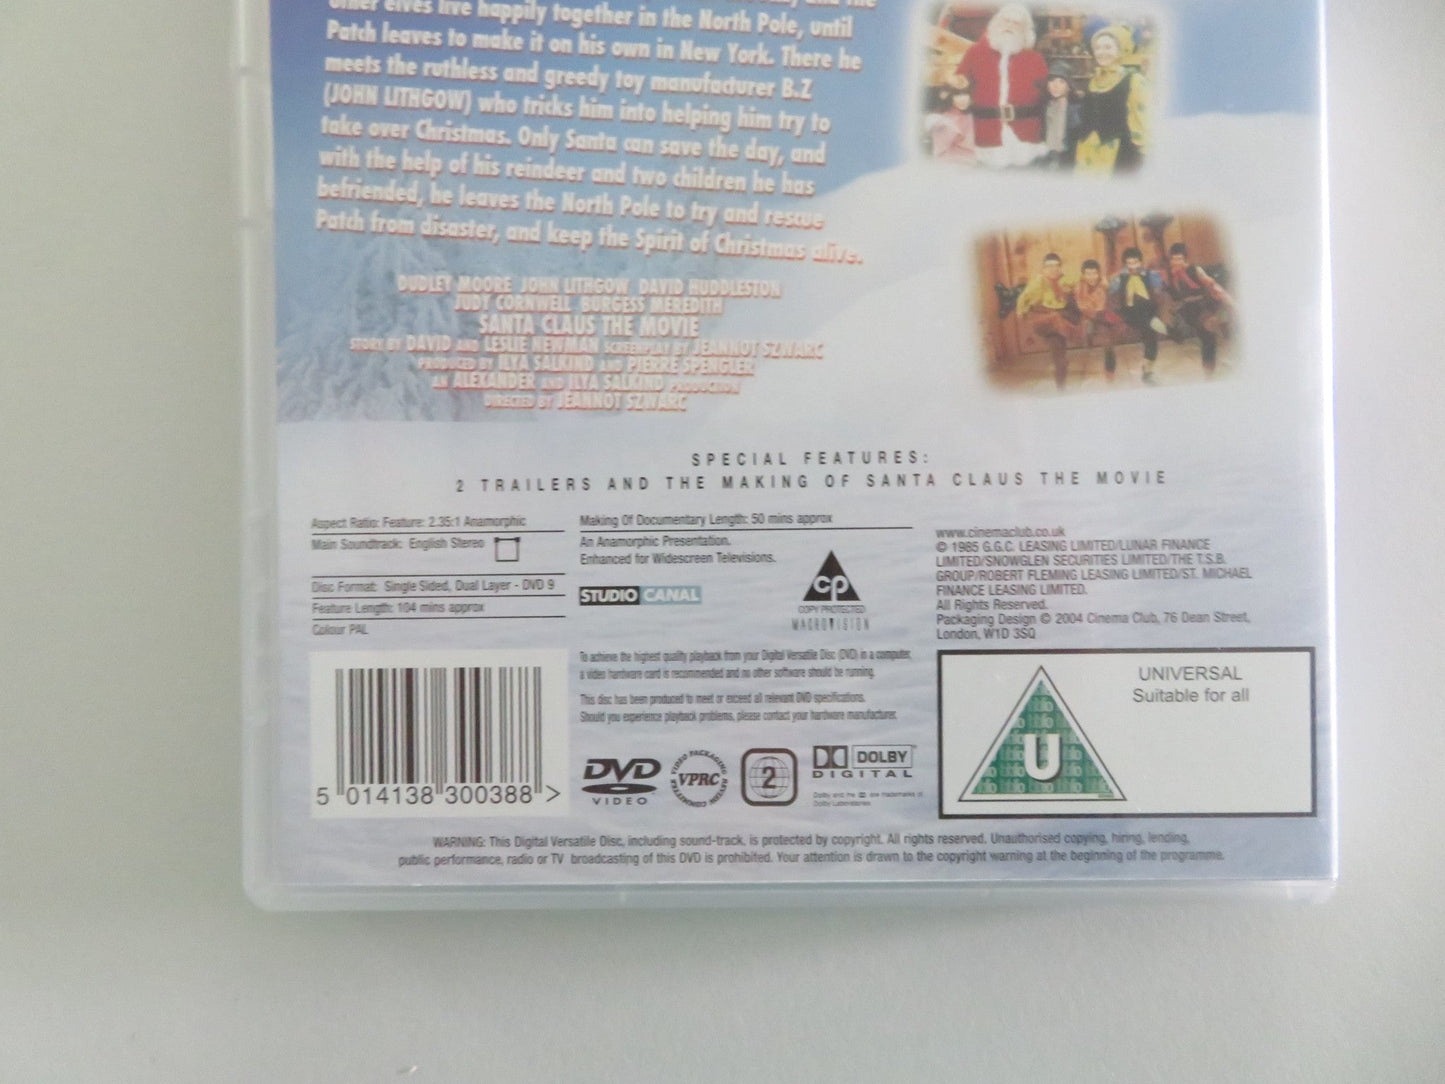 other elves live happily together in the North Pole, until
Patch leaves to make it on his own in New York. There he
meets the ruthless and greedy toy manufacturer B.Z
(JOHN LITHGOW) who tricks him into helping him try to
take over Christmas. Only Santa can save the day, and
with the help of his reindeer and two children he has
befriended, he leaves the North Pole to try and rescue
Patch from disaster, and keep the Spirit of Christmas alive.
DUDLEY MOORE JOHN LITHGOW DAVID HUDDLESTON
JUDY CORNWELL BURGESS MEREDITH
SANTA CLAUS THE MOVIE
STORY BY DAVID AND LESLIE NEWMAN SCREENPLAY BY JEANNOT SZWARC
PRODUCED BY ILYA SALKIND AND PIERRE SPENGLER
AN ALEXANDER AND ILYA SALKIND PRODUCTION
DIRECTED BY JEANNOT SZWARC
SPECIAL FEATURES:
2 TRAILERS AND THE MAKING OF SANTA CLAUS THE MOVIE
Aspect Ratio: Feature: 2.35:1 Anamorphic
Main Soundtrack: English Stereo
Disc Format: Single Sided, Dual Layer - DVD 9
Feature Length: 104 mins approx
Colour PAL
Making Of Documentary Length: 50 mins approx
An Anamorphic Presentation.
Enhanced for Widescreen Televisions.
STUDIO CANAL
cp
COPY PROTECTED
MACROVISION
www.cinemaclub.co.uk
© 1985 G.G.C. LEASING LIMITED/LUNAR FINANCE
LIMITED/SNOWGLEN SECURITIES LIMITED/THE T.S.B.
GROUP/ROBERT FLEMING LEASING LIMITED/ST. MICHAEL
FINANCE LEASING LIMITED.
All Rights Reserved.
Packaging Design © 2004 Cinema Club, 76 Dean Street,
London, W1D 3SQ
To achieve the highest quality playback from your Digital Versatile Disc (DVD) in a computer,
a video hardware card is recommended and no other software should be running.
This disc has been produced to meet or exceed all relevant DVD specifications.
Should you experience playback problems, please contact your hardware manufacturer.
5 014138 300388 >
DVD
VIDEO
VIDEO PACKAGING REVIEW COMMITTEE
VPRC
2
DOLBY
DIGITAL
Dolby and the DD are trademarks of
Dolby Laboratories
U
UNIVERSAL
Suitable for all
WARNING: This Digital Versatile Disc, including sound-track, is protected by copyright. All rights reserved. Unauthorised copying, hiring, lending,
public performance, radio or TV broadcasting of this DVD is prohibited. Your attention is drawn to the copyright warning at the beginning of the programme.